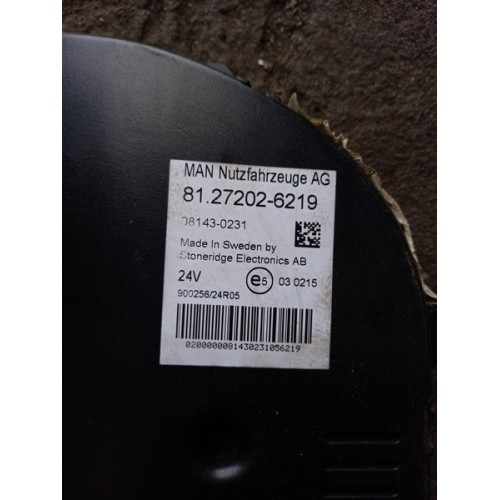 MAN Nutzfahrzeuge AG
81.27202-6219
08143-0231
Made In Sweden by
Stoneridge Electronics AB
24V e5 03 0215
900256/24R05
0200000081430231056219